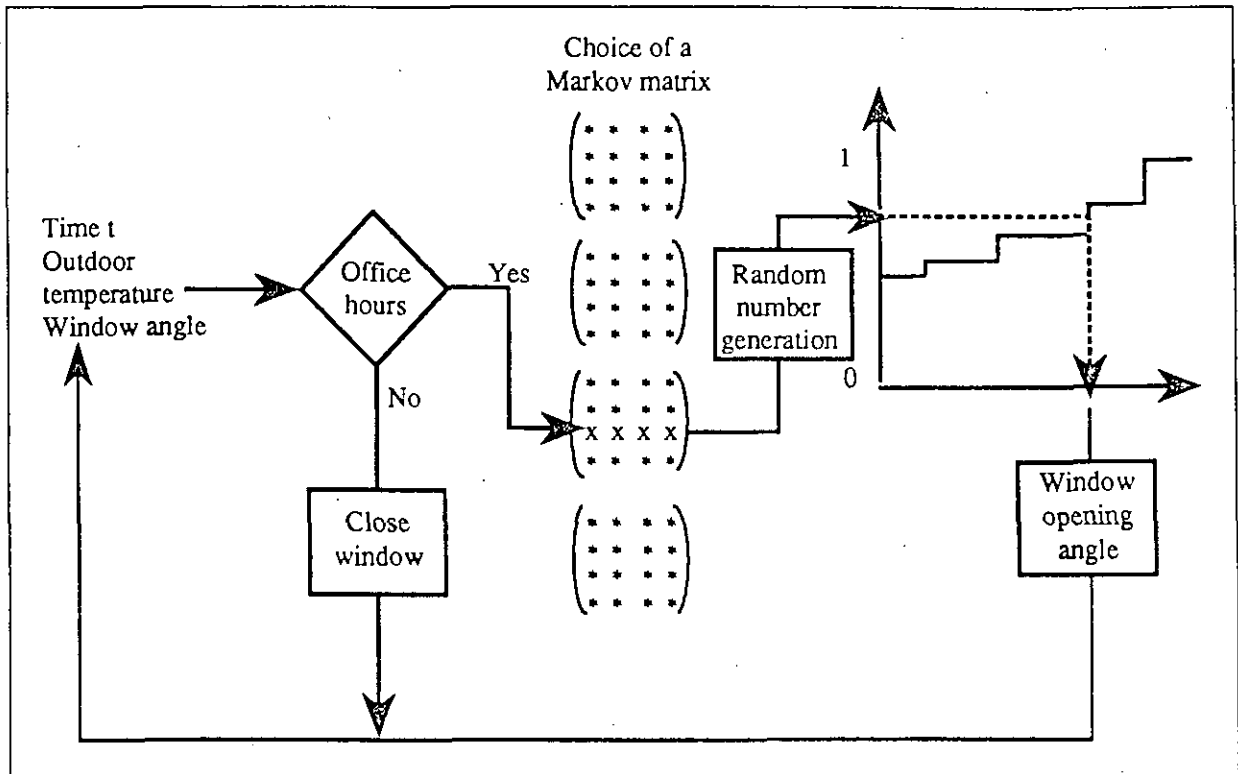 Choice of a
Markov matrix
* * * *
* * * *
* * * *
* * * *
* * * *
* * * *
* * * *
* * * *
* * * *
* * * *
x x x x
* * * *
* * * *
* * * *
* * * *
* * * *
Time t
Outdoor
temperature
Window angle
Office
hours
Yes
No
Close
window
Random
number
generation
1
0
Window
opening
angle